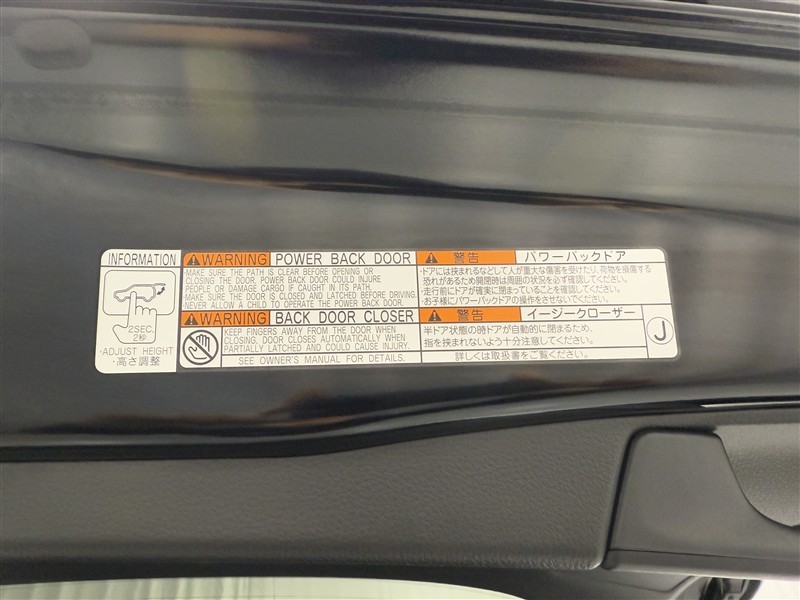 INFORMATION
2SEC.
2秒
·ADJUST HEIGHT
·高さ調整
WARNING POWER BACK DOOR
·MAKE SURE THE PATH IS CLEAR BEFORE OPENING OR
CLOSING THE DOOR. POWER BACK DOOR COULD INJURE
PEOPLE OR DAMAGE CARGO IF CAUGHT IN ITS PATH.
·MAKE SURE THE DOOR IS CLOSED AND LATCHED BEFORE DRIVING.
·NEVER ALLOW A CHILD TO OPERATE THE POWER BACK DOOR.
WARNING BACK DOOR CLOSER
KEEP FINGERS AWAY FROM THE DOOR WHEN
CLOSING. DOOR CLOSES AUTOMATICALLY WHEN
PARTIALLY LATCHED AND COULD CAUSE INJURY.
SEE OWNER'S MANUAL FOR DETAILS.
警告 パワーバックドア
·ドアには挟まれるなどして人が重大な傷害を受けたり、荷物を損傷する
恐れがあるため開閉時は周囲の状況を必ず確認してください。
·走行前にドアが確実に閉まっていることを確認してください。
·お子様にパワーバックドアの操作をさせないでください。
警告 イージークローザー
半ドア状態の時ドアが自動的に閉まるため、
指を挟まれないよう十分注意してください。
詳しくは取扱書をご覧ください。
J